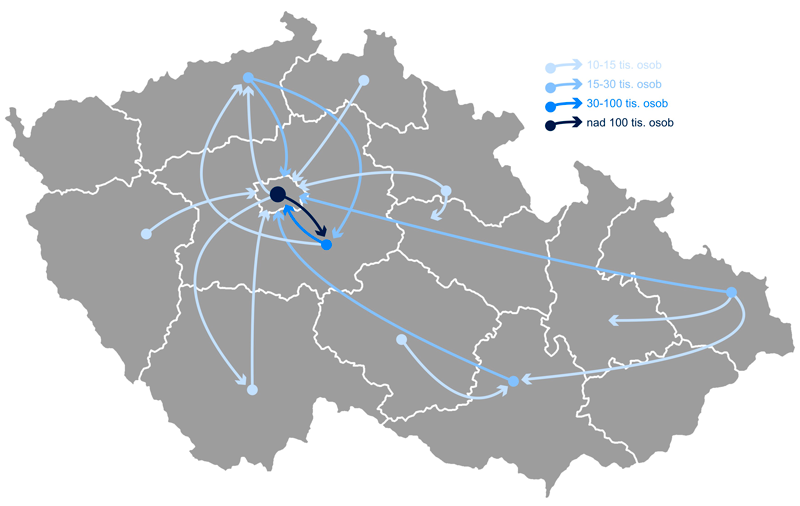 10-15 tis. osob
15-30 tis. osob
30-100 tis. osob
nad 100 tis. osob